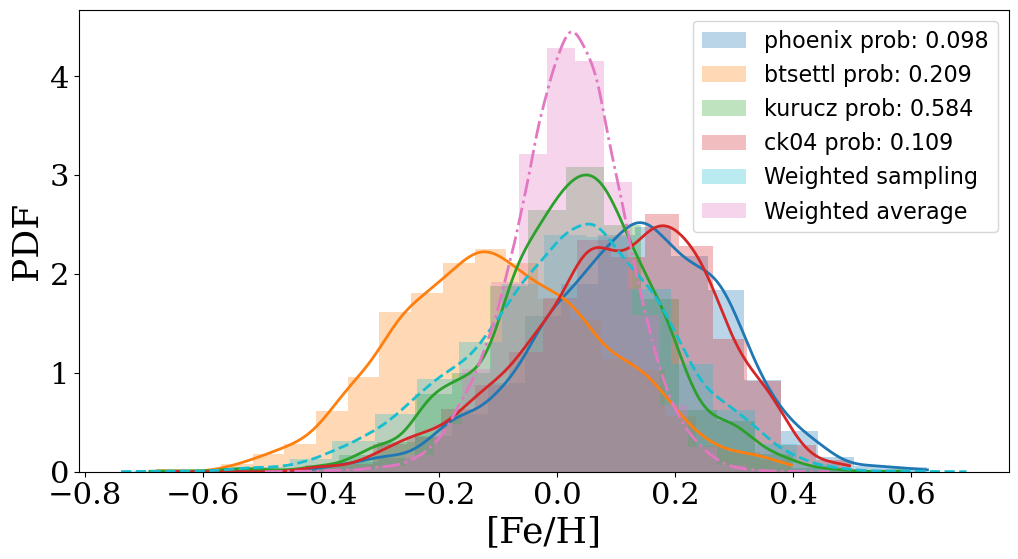 phoenix prob: 0.098
btsettl prob: 0.209
kurucz prob: 0.584
ck04 prob: 0.109
Weighted sampling
Weighted average
PDF
4
3
2
1
0
−0.8 −0.6 −0.4 −0.2 0.0 0.2 0.4 0.6
[Fe/H]